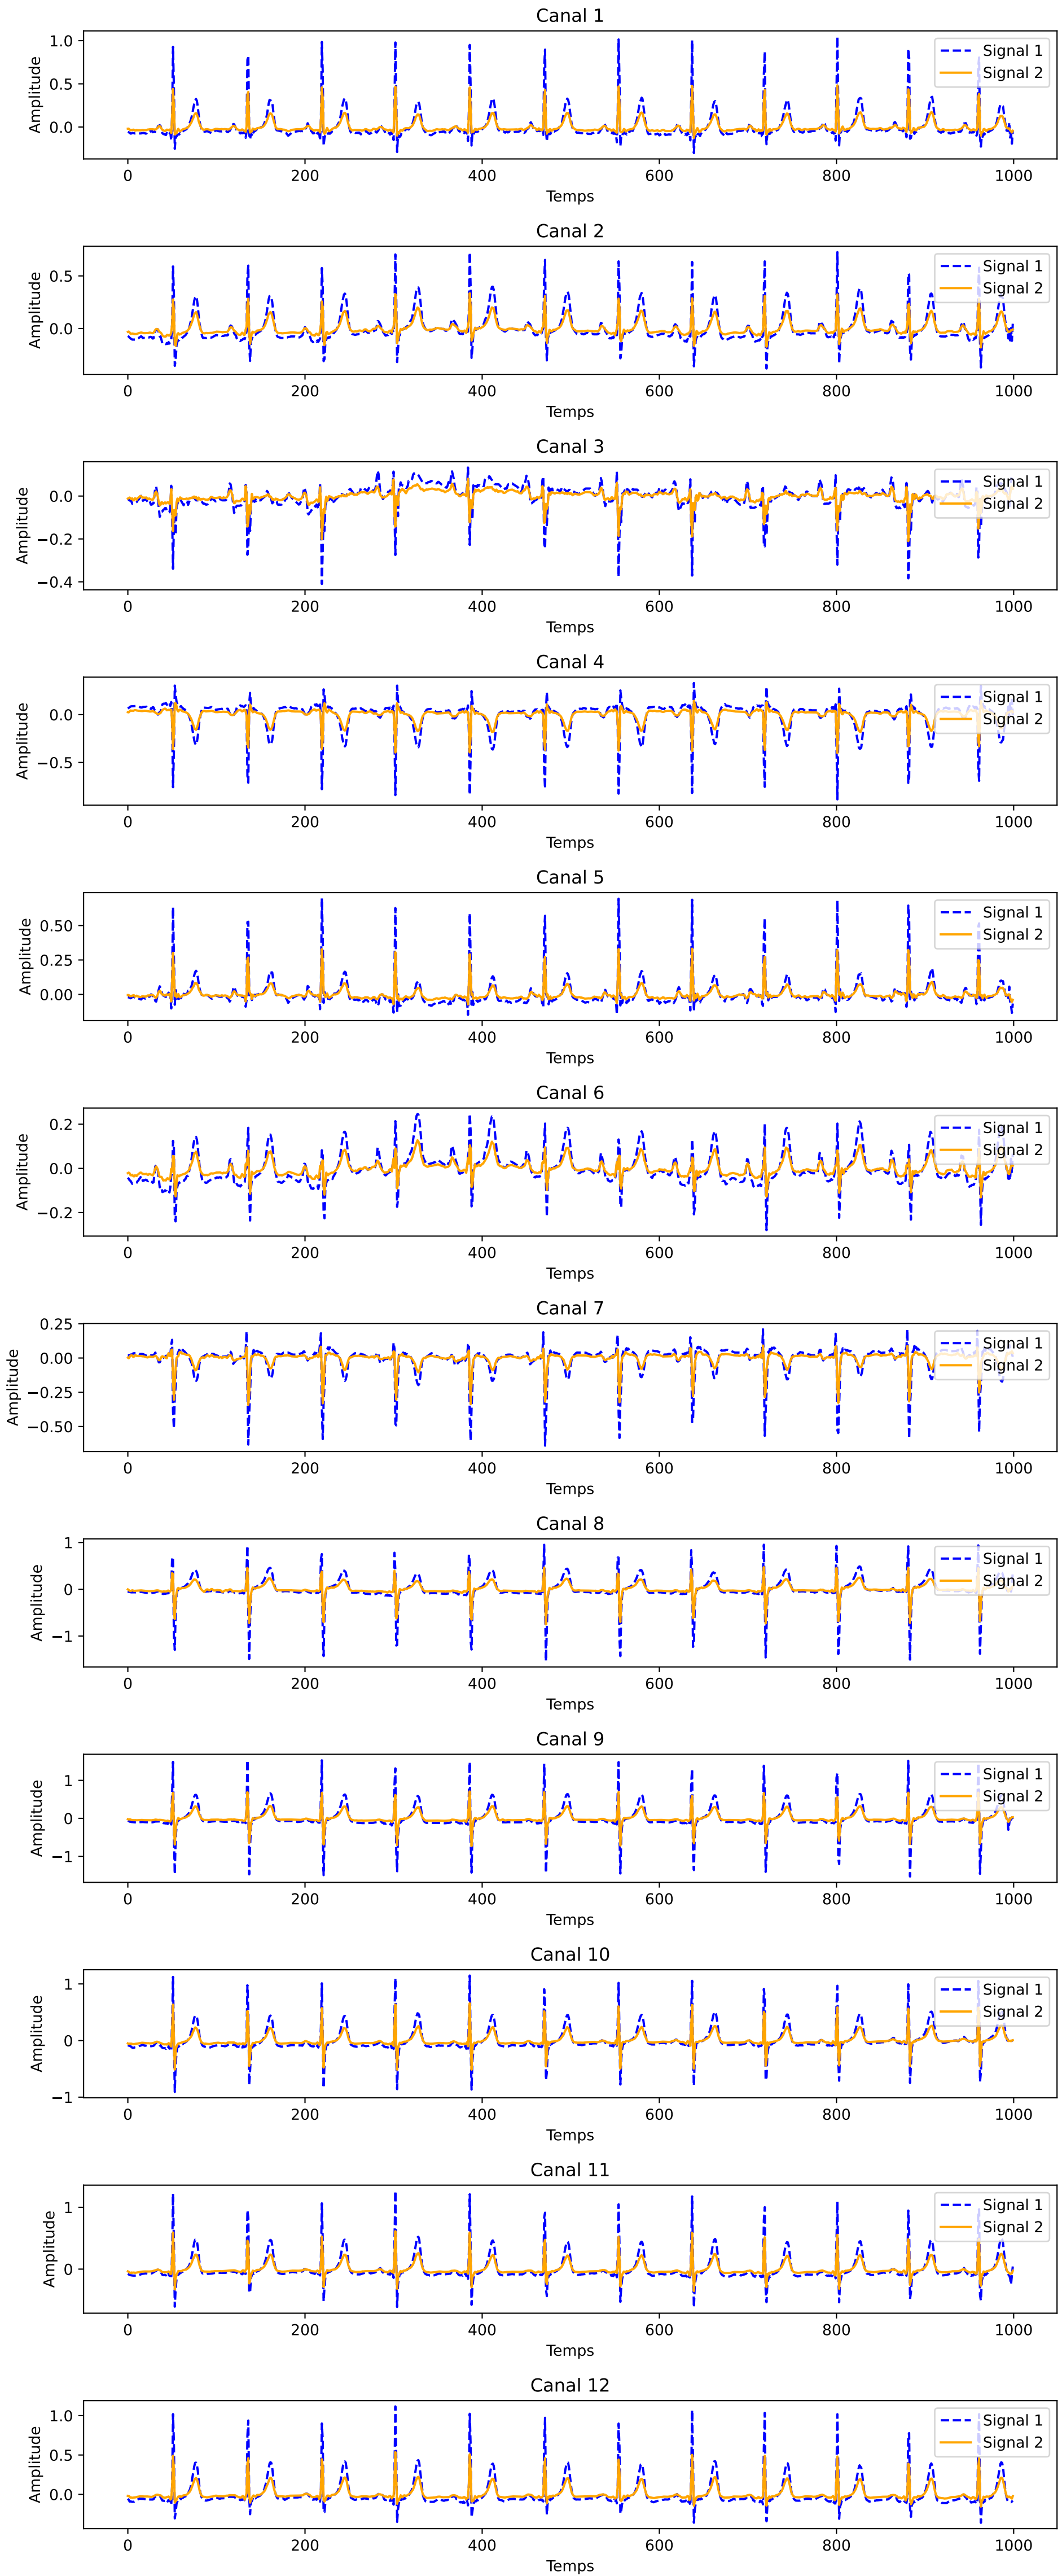 Canal 1
1.0
Signal 1
0.5
Signal 2
0.0
Amplitude
0 200 400 600 800 1000
Temps
Canal 2
0.5
Signal 1
Signal 2
0.0
Amplitude
0 200 400 600 800 1000
Temps
Canal 3
0.0
Signal 1
Signal 2
−0.2
−0.4
Amplitude
0 200 400 600 800 1000
Temps
Canal 4
0.0
Signal 1
Signal 2
−0.5
Amplitude
0 200 400 600 800 1000
Temps
Canal 5
0.50
Signal 1
0.25
Signal 2
0.00
Amplitude
0 200 400 600 800 1000
Temps
Canal 6
0.2
Signal 1
0.0
Signal 2
−0.2
Amplitude
0 200 400 600 800 1000
Temps
Canal 7
0.25
Signal 1
0.00
Signal 2
−0.25
−0.50
Amplitude
0 200 400 600 800 1000
Temps
Canal 8
1
Signal 1
0
Signal 2
−1
Amplitude
0 200 400 600 800 1000
Temps
Canal 9
1
Signal 1
0
Signal 2
−1
Amplitude
0 200 400 600 800 1000
Temps
Canal 10
1
Signal 1
0
Signal 2
−1
Amplitude
0 200 400 600 800 1000
Temps
Canal 11
1
Signal 1
0
Signal 2
Amplitude
0 200 400 600 800 1000
Temps
Canal 12
1.0
Signal 1
0.5
Signal 2
0.0
Amplitude
0 200 400 600 800 1000
Temps